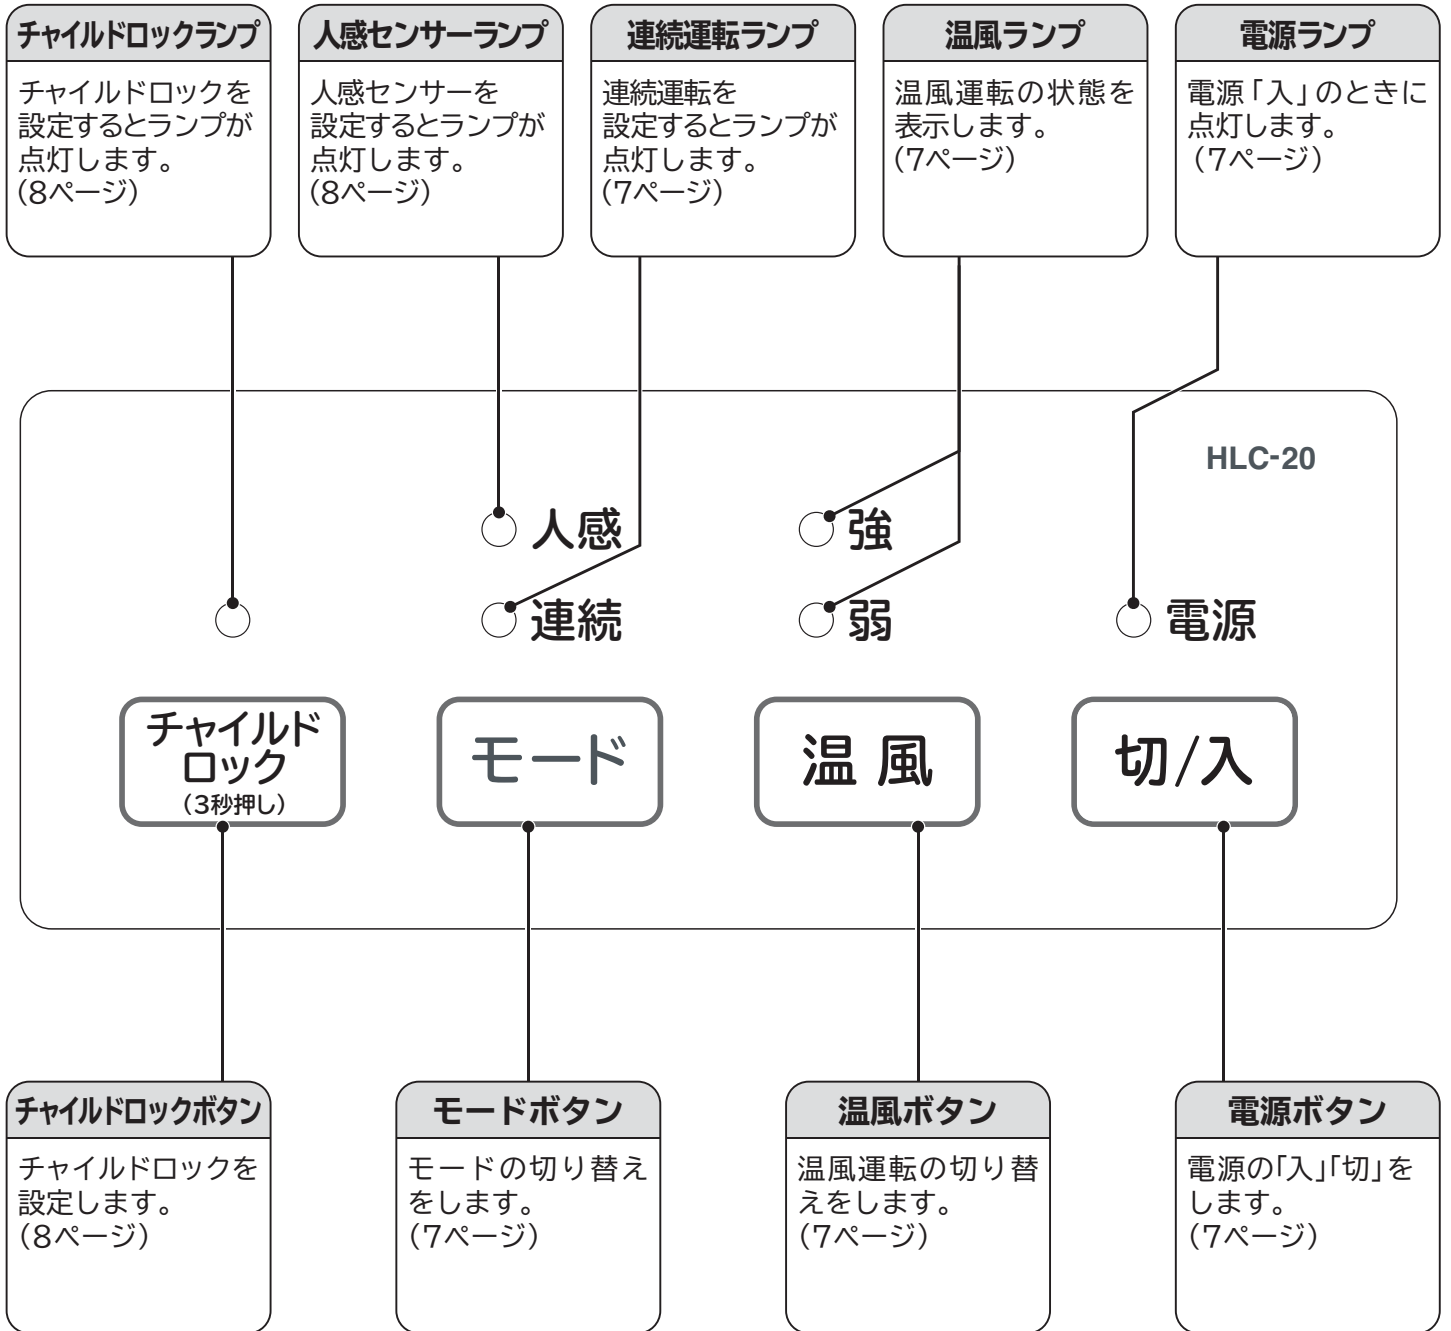 チャイルドロックランプ
チャイルドロックを
設定するとランプが
点灯します。
(8ページ)
人感センサーランプ
人感センサーを
設定するとランプが
点灯します。
(8ページ)
連続運転ランプ
連続運転を
設定するとランプが
点灯します。
(7ページ)
温風ランプ
温風運転の状態を
表示します。
(7ページ)
電源ランプ
電源「入」のときに
点灯します。
(7ページ)
HLC-20
人感
強
連続
弱
電源
チャイルド
ロック
(3秒押し)
モード
温風
切/入
チャイルドロックボタン
チャイルドロックを
設定します。
(8ページ)
モードボタン
モードの切り替え
をします。
(7ページ)
温風ボタン
温風運転の切り替
えをします。
(7ページ)
電源ボタン
電源の「入」「切」を
します。
(7ページ)